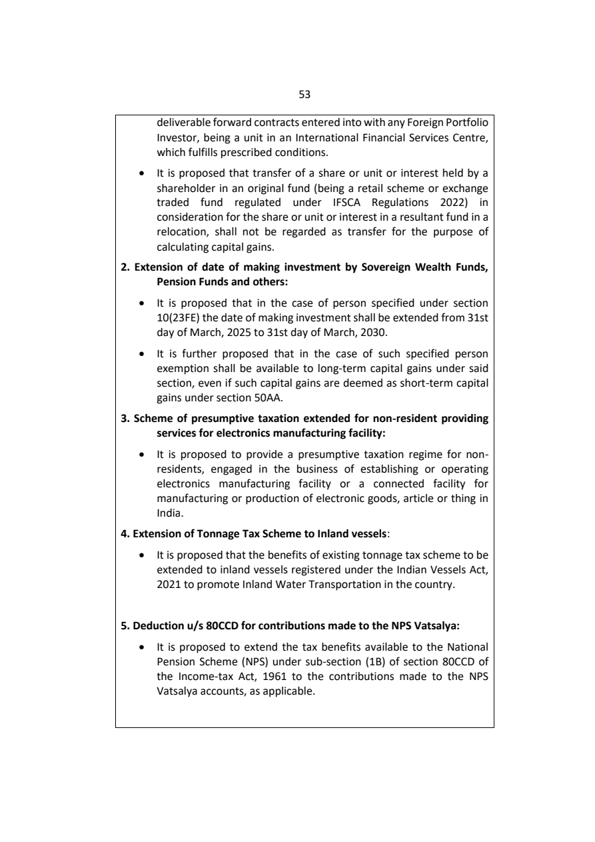 53
deliverable forward contracts entered into with any Foreign Portfolio
Investor, being a unit in an International Financial Services Centre,
which fulfills prescribed conditions.
• It is proposed that transfer of a share or unit or interest held by a
shareholder in an original fund (being a retail scheme or exchange
traded fund regulated under IFSCA Regulations 2022) in
consideration for the share or unit or interest in a resultant fund in a
relocation, shall not be regarded as transfer for the purpose of
calculating capital gains.
2. Extension of date of making investment by Sovereign Wealth Funds,
Pension Funds and others:
• It is proposed that in the case of person specified under section
10(23FE) the date of making investment shall be extended from 31st
day of March, 2025 to 31st day of March, 2030.
• It is further proposed that in the case of such specified person
exemption shall be available to long-term capital gains under said
section, even if such capital gains are deemed as short-term capital
gains under section 50AA.
3. Scheme of presumptive taxation extended for non-resident providing
services for electronics manufacturing facility:
• It is proposed to provide a presumptive taxation regime for non-
residents, engaged in the business of establishing or operating
electronics manufacturing facility or a connected facility for
manufacturing or production of electronic goods, article or thing in
India.
4. Extension of Tonnage Tax Scheme to Inland vessels:
• It is proposed that the benefits of existing tonnage tax scheme to be
extended to inland vessels registered under the Indian Vessels Act,
2021 to promote Inland Water Transportation in the country.
5. Deduction u/s 80CCD for contributions made to the NPS Vatsalya:
• It is proposed to extend the tax benefits available to the National
Pension Scheme (NPS) under sub-section (1B) of section 80CCD of
the Income-tax Act, 1961 to the contributions made to the NPS
Vatsalya accounts, as applicable.